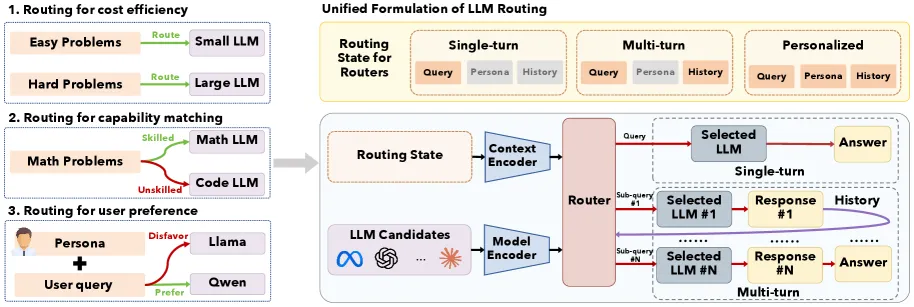 1. Routing for cost efficiency
Easy Problems
Route
Small LLM
Hard Problems
Route
Large LLM
2. Routing for capability matching
Math Problems
Skilled
Math LLM
Unskilled
Code LLM
3. Routing for user preference
Persona
User query
Disfavor
Llama
Prefer
Qwen
Unified Formulation of LLM Routing
Routing
State for
Routers
Single-turn
Query
Persona
History
Multi-turn
Query
Persona
History
Personalized
Query
Persona
History
Routing State
Context
Encoder
LLM Candidates
...
Model
Encoder
Router
Query
Selected
LLM
Answer
Single-turn
Sub-query
#1
Selected
LLM #1
Response
#1
History
......
......
......
Sub-query
#N
Selected
LLM #N
Response
#N
Answer
Multi-turn